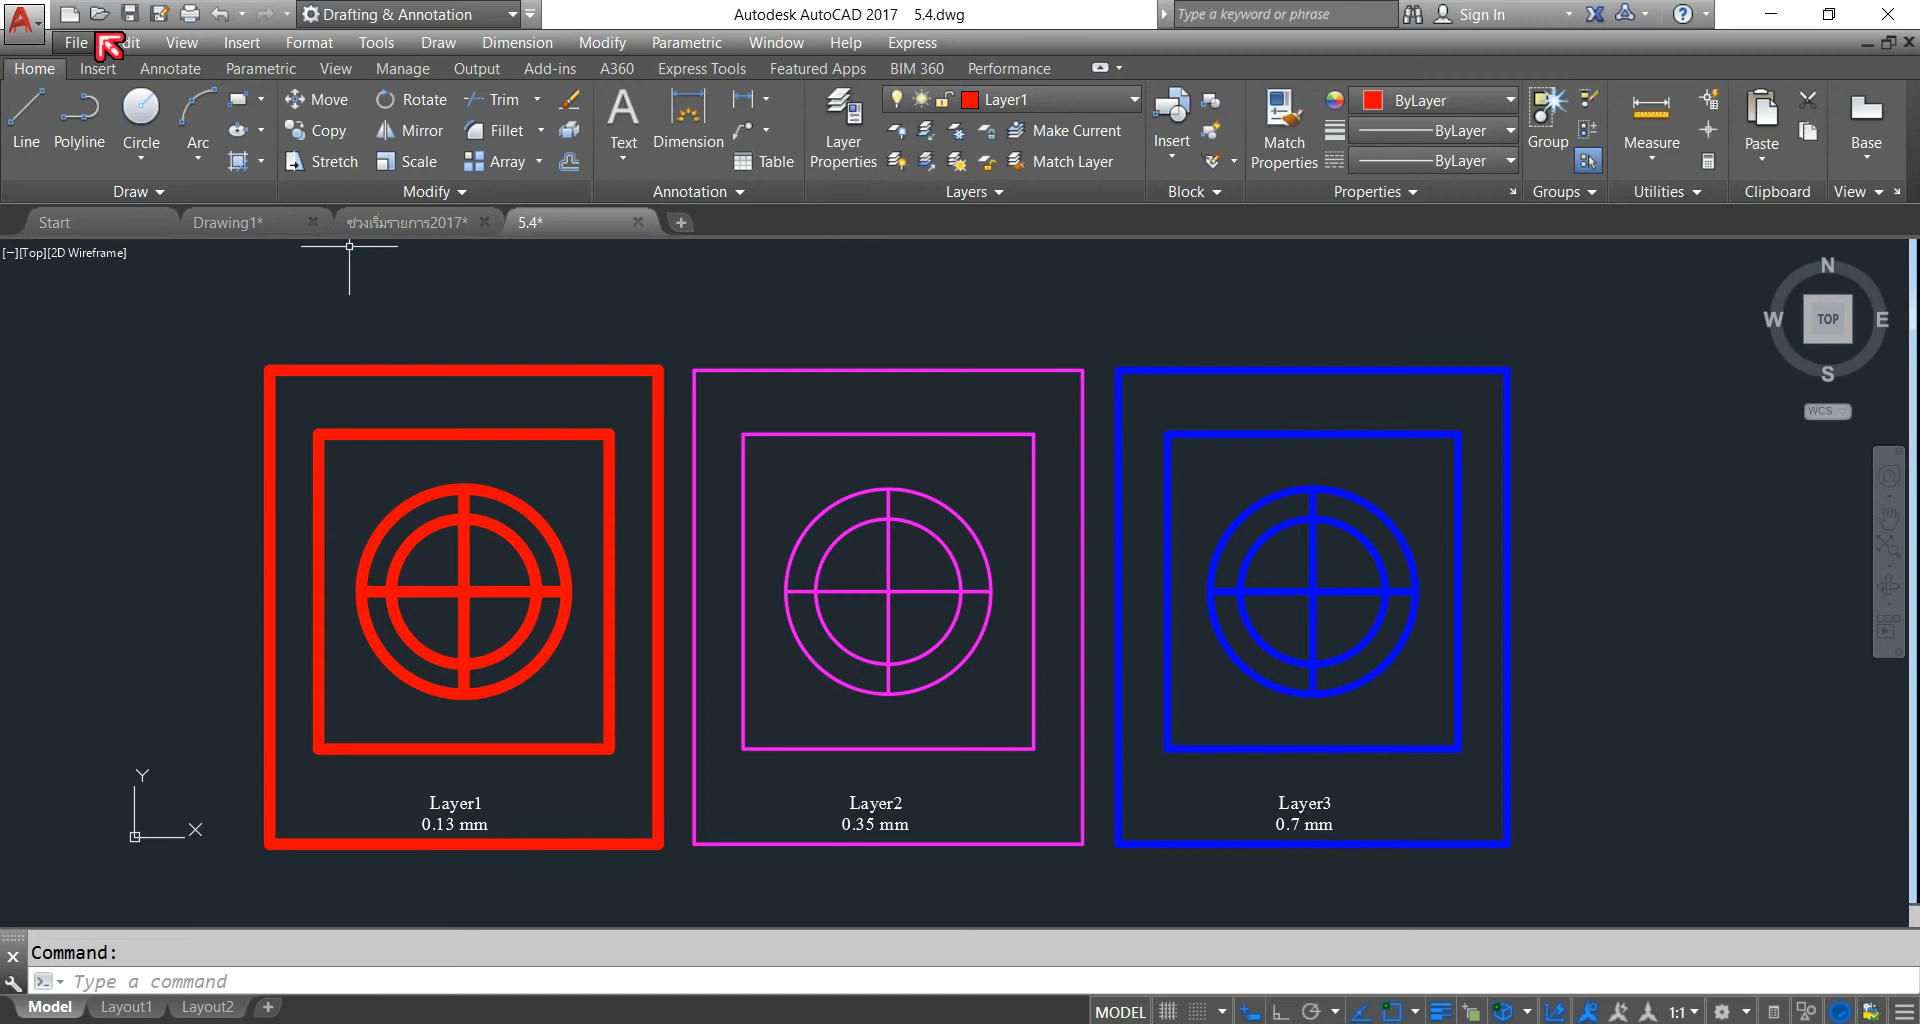 Drafting & Annotation
Autodesk AutoCAD 2017 5.4.dwg
Type a keyword or phrase
Sign In
File Edit View Insert Format Tools Draw Dimension Modify Parametric Window Help Express
Home Insert Annotate Parametric View Manage Output Add-ins A360 Express Tools Featured Apps BIM 360 Performance
Line Polyline Circle Arc
Move Rotate Trim
Copy Mirror Fillet
Stretch Scale Array
Text Dimension
Table
Layer Properties
Layer1
Make Current
Match Layer
Insert
Match Properties
ByLayer
ByLayer
ByLayer
Group
Measure
Paste
Base
Draw Modify Annotation Layers Block Properties Groups Utilities Clipboard View
Start Drawing1* ช่วงเริ่มรายการ2017* 5.4*
[−][Top][2D Wireframe]
N
W TOP E
S
WCS
Y
X
Layer1
0.13 mm
Layer2
0.35 mm
Layer3
0.7 mm
Command:
Type a command
Model Layout1 Layout2
MODEL
1:1